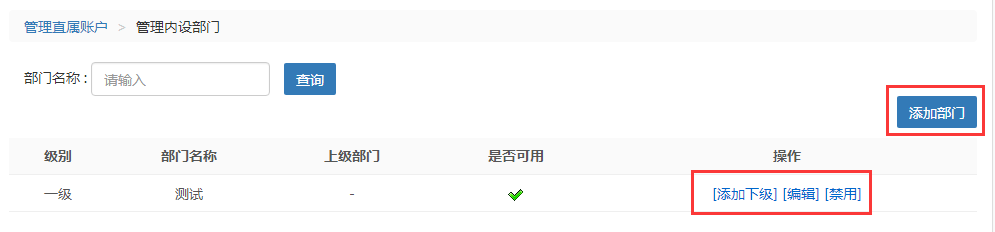 管理直属账户 > 管理内设部门
部门名称 : 请输入 查询
添加部门
级别 部门名称 上级部门 是否可用 操作
一级 测试 - [添加下级] [编辑] [禁用]